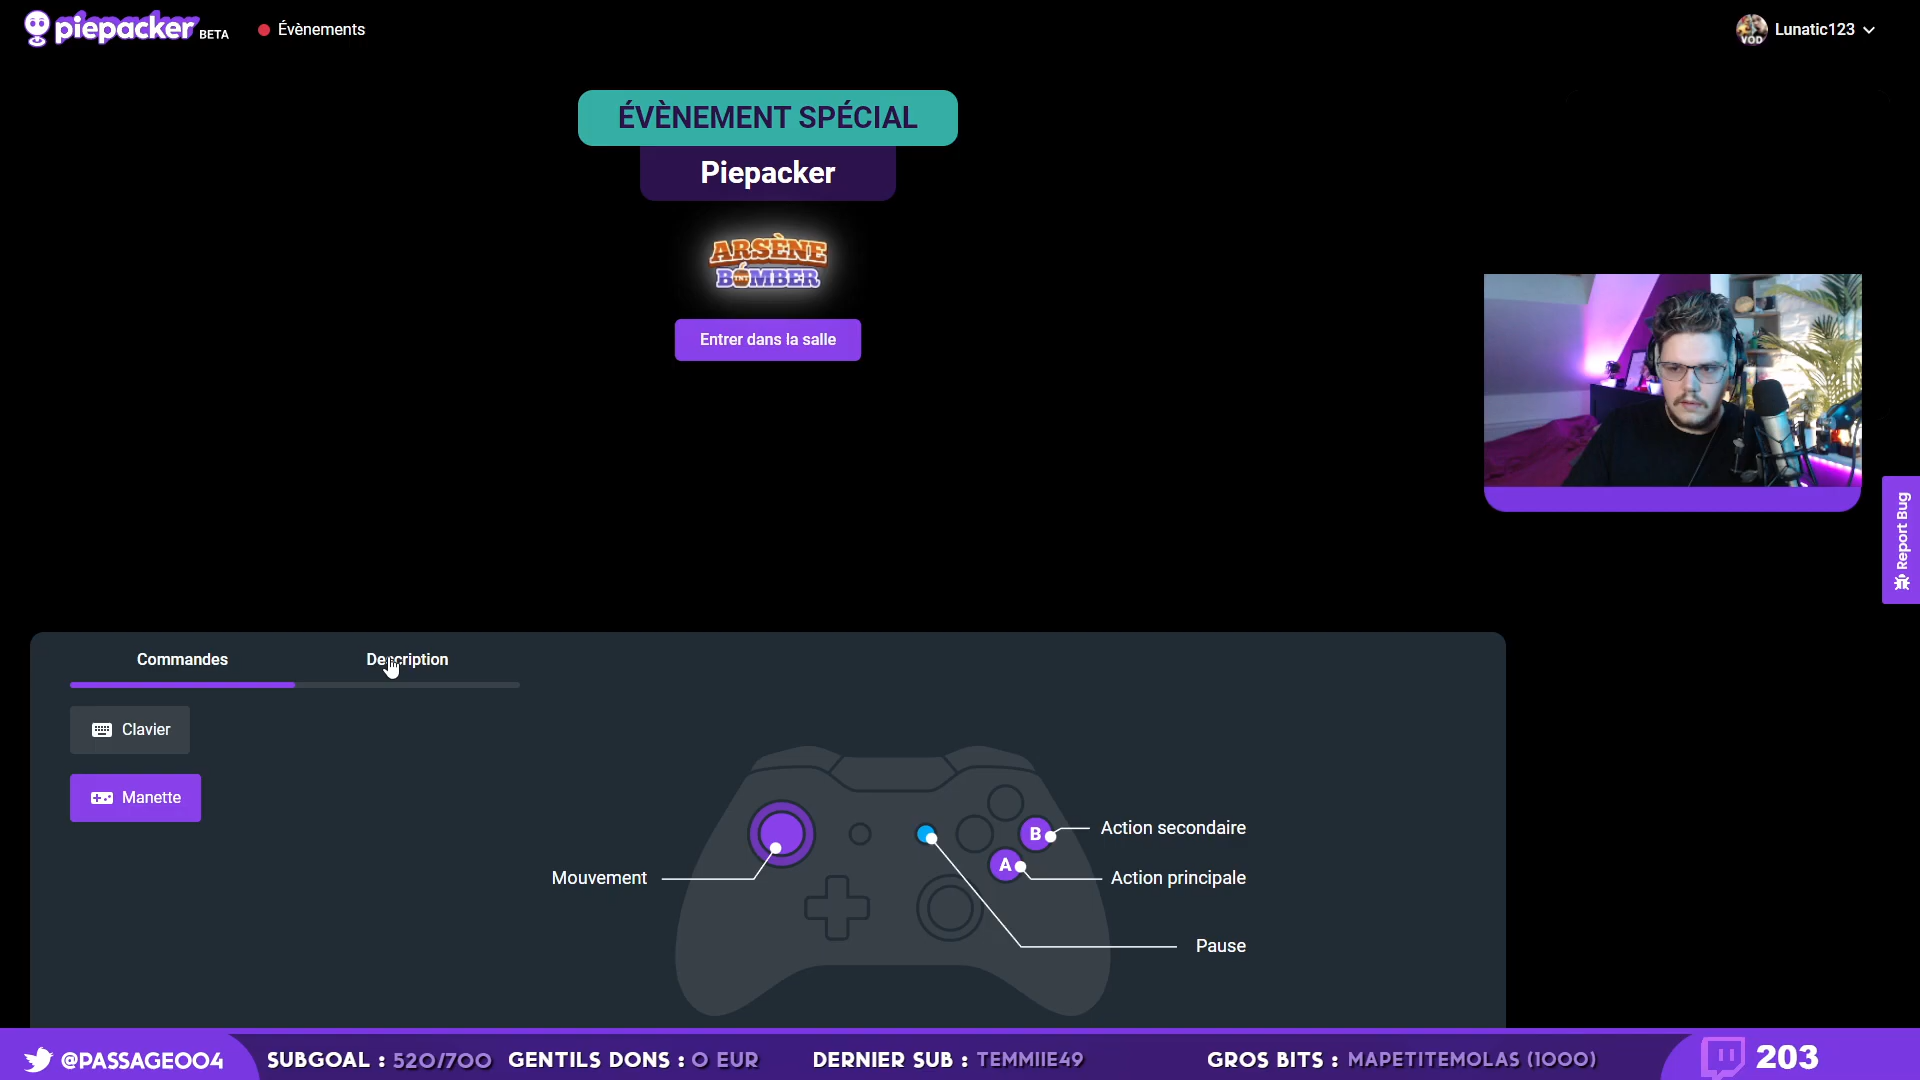 piepacker BETA
Évènements
Lunatic123
VOD
ÉVÈNEMENT SPÉCIAL
Piepacker
ARSÈNE
BOMBER
TNT
Entrer dans la salle
Report Bug
Commandes
Description
Clavier
Manette
B
Action secondaire
A
Action principale
Mouvement
Pause
@PASSAGE004
SUBGOAL : 520/700
GENTILS DONS : 0 EUR
DERNIER SUB : TEMMIIE49
GROS BITS : MAPETITEMOLAS (1000)
203